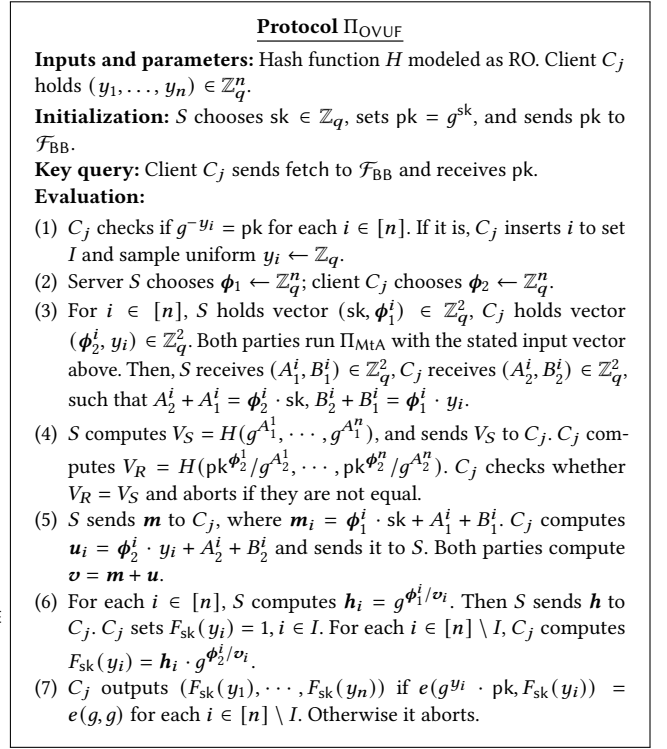 Protocol Π_OVUF
Inputs and parameters: Hash function H modeled as RO. Client C_j
holds (y_1, . . . , y_n) ∈ ℤ_q^n.
Initialization: S chooses sk ∈ ℤ_q, sets pk = g^sk, and sends pk to
ℱ_BB.
Key query: Client C_j sends fetch to ℱ_BB and receives pk.
Evaluation:
(1) C_j checks if g^{−y_i} = pk for each i ∈ [n]. If it is, C_j inserts i to set
I and sample uniform y_i ← ℤ_q.
(2) Server S chooses ϕ_1 ← ℤ_q^n; client C_j chooses ϕ_2 ← ℤ_q^n.
(3) For i ∈ [n], S holds vector (sk, ϕ_1^i) ∈ ℤ_q^2, C_j holds vector
(ϕ_2^i, y_i) ∈ ℤ_q^2. Both parties run Π_MtA with the stated input vector
above. Then, S receives (A_1^i, B_1^i) ∈ ℤ_q^2, C_j receives (A_2^i, B_2^i) ∈ ℤ_q^2,
such that A_2^i + A_1^i = ϕ_2^i · sk, B_2^i + B_1^i = ϕ_1^i · y_i.
(4) S computes V_S = H(g^{A_1^1}, · · · , g^{A_1^n}), and sends V_S to C_j. C_j com-
putes V_R = H(pk^{ϕ_2^1}/g^{A_2^1}, · · · , pk^{ϕ_2^n}/g^{A_2^n}). C_j checks whether
V_R = V_S and aborts if they are not equal.
(5) S sends m to C_j, where m_i = ϕ_1^i · sk + A_1^i + B_1^i. C_j computes
u_i = ϕ_2^i · y_i + A_2^i + B_2^i and sends it to S. Both parties compute
v = m + u.
(6) For each i ∈ [n], S computes h_i = g^{ϕ_1^i/v_i}. Then S sends h to
C_j. C_j sets F_sk(y_i) = 1, i ∈ I. For each i ∈ [n] \ I, C_j computes
F_sk(y_i) = h_i · g^{ϕ_2^i/v_i}.
(7) C_j outputs (F_sk(y_1), · · · , F_sk(y_n)) if e(g^{y_i} · pk, F_sk(y_i)) =
e(g, g) for each i ∈ [n] \ I. Otherwise it aborts.